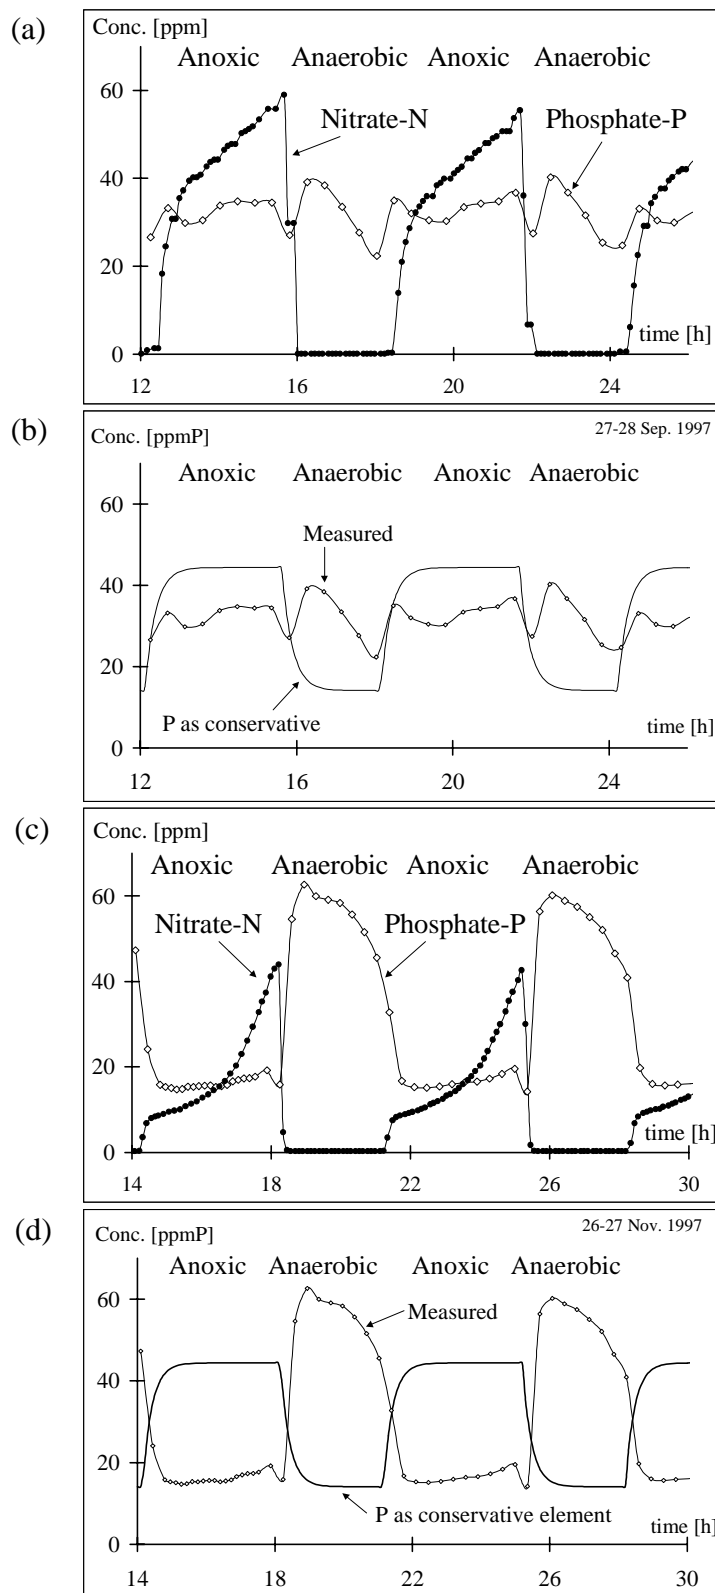 (a)
Conc. [ppm]
Anoxic Anaerobic Anoxic Anaerobic
60
Nitrate-N Phosphate-P
40
20
time [h]
0
12 16 20 24
(b)
Conc. [ppmP] 27-28 Sep. 1997
Anoxic Anaerobic Anoxic Anaerobic
60
Measured
40
20
P as conservative time [h]
0
12 16 20 24
(c)
Conc. [ppm]
Anoxic Anaerobic Anoxic Anaerobic
60
Nitrate-N Phosphate-P
40
20
time [h]
0
14 18 22 26 30
(d)
Conc. [ppmP] 26-27 Nov. 1997
Anoxic Anaerobic Anoxic Anaerobic
60
Measured
40
20
P as conservative element time [h]
0
14 18 22 26 30